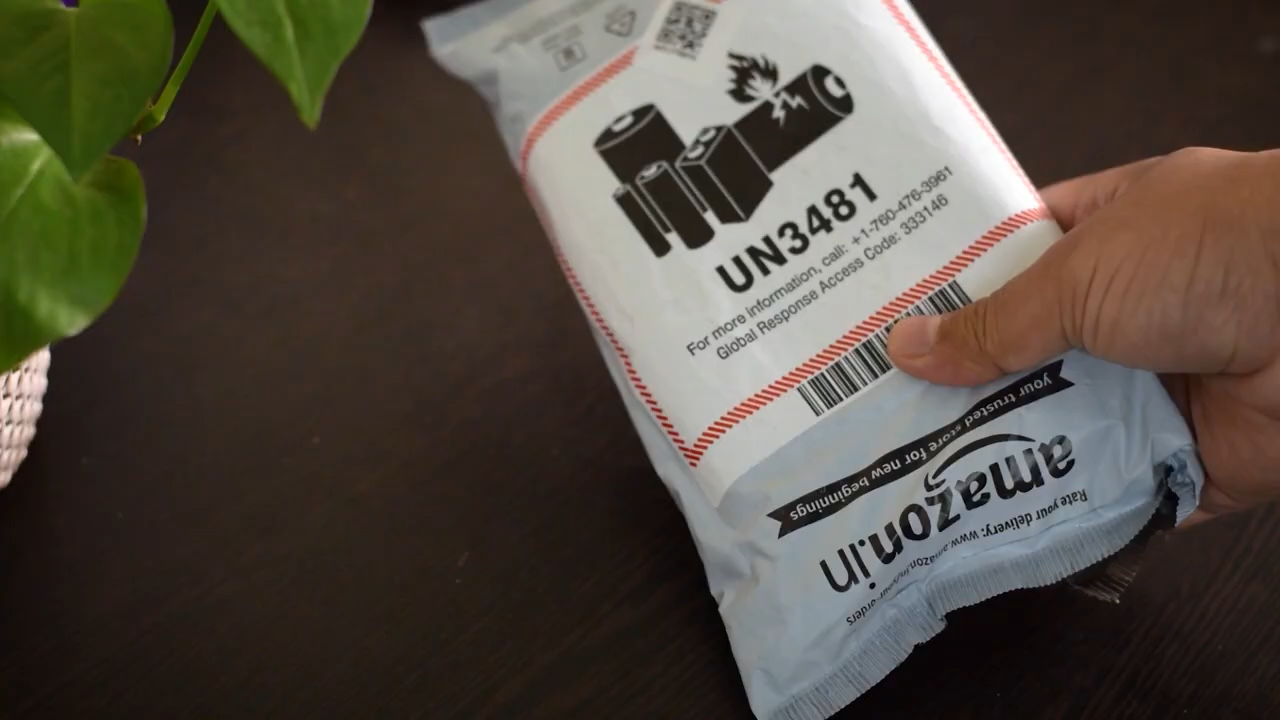 UN3481
For more information, call: +1-760-476-3961
Global Response Access Code: 333146
your trusted store for new beginnings
amazon.in
Rate your delivery: www.amazon.in/your-orders